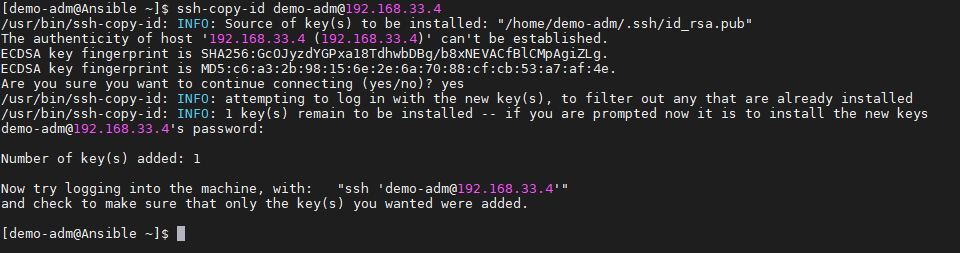 [demo-adm@Ansible ~]$ ssh-copy-id demo-adm@192.168.33.4
/usr/bin/ssh-copy-id: INFO: Source of key(s) to be installed: "/home/demo-adm/.ssh/id_rsa.pub"
The authenticity of host '192.168.33.4 (192.168.33.4)' can't be established.
ECDSA key fingerprint is SHA256:GcOJyzdYGPxa18TdhwbDBg/b8xNEVACfBlCMpAgiZLg.
ECDSA key fingerprint is MD5:c6:a3:2b:98:15:6e:2e:6a:70:88:cf:cb:53:a7:af:4e.
Are you sure you want to continue connecting (yes/no)? yes
/usr/bin/ssh-copy-id: INFO: attempting to log in with the new key(s), to filter out any that are already installed
/usr/bin/ssh-copy-id: INFO: 1 key(s) remain to be installed -- if you are prompted now it is to install the new keys
demo-adm@192.168.33.4's password:
Number of key(s) added: 1
Now try logging into the machine, with:   "ssh 'demo-adm@192.168.33.4'"
and check to make sure that only the key(s) you wanted were added.
[demo-adm@Ansible ~]$